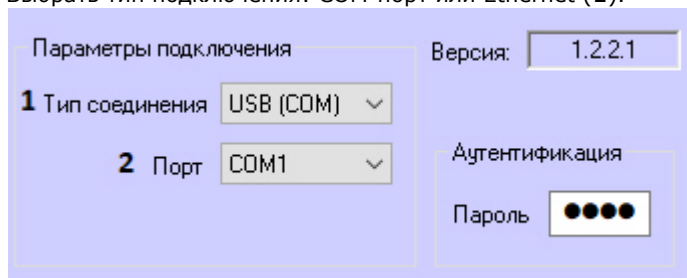 Выбрать тип подключения: COM-порт или Ethernet (1).
Параметры подключения
Версия: 1.2.2.1
1 Тип соединения USB (COM)
2 Порт COM1
Аутентификация
Пароль ●●●●